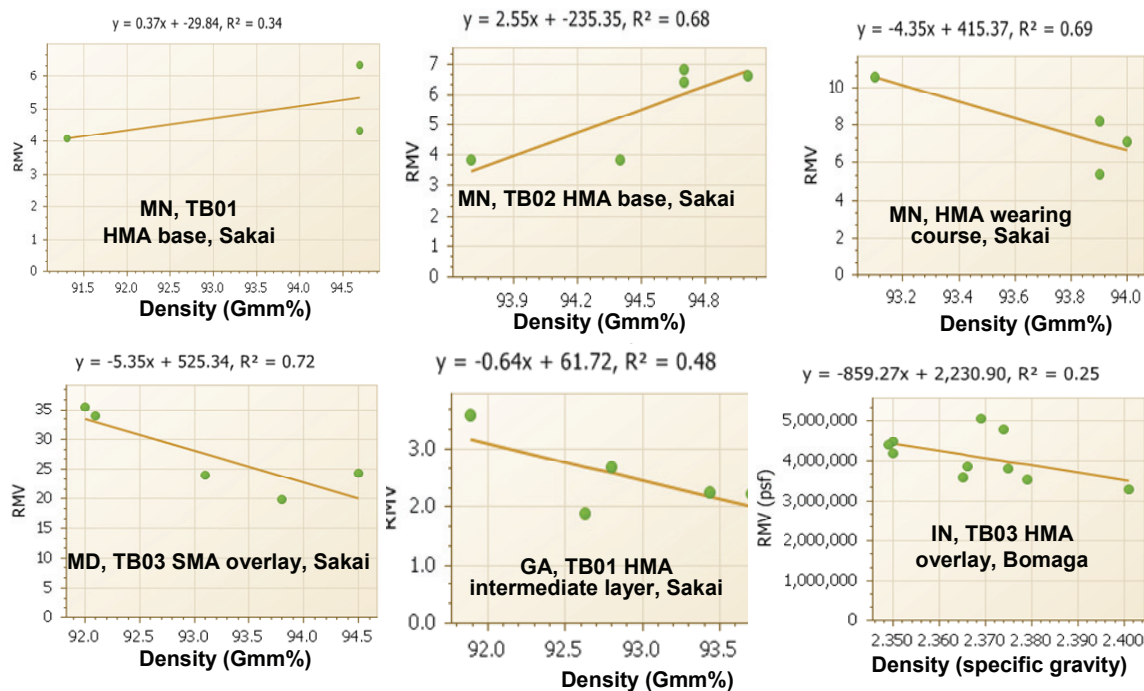 y = 0.37x + -29.84, R² = 0.34
RMV
6
5
4
3
2
1
0
MN, TB01
HMA base, Sakai
91.5 92.0 92.5 93.0 93.5 94.0 94.5
Density (Gmm%)
y = 2.55x + -235.35, R² = 0.68
RMV
7
6
5
4
3
2
1
0
MN, TB02 HMA base, Sakai
93.9 94.2 94.5 94.8
Density (Gmm%)
y = -4.35x + 415.37, R² = 0.69
RMV
10
8
6
4
2
0
MN, HMA wearing
course, Sakai
93.2 93.4 93.6 93.8 94.0
Density (Gmm%)
y = -5.35x + 525.34, R² = 0.72
RMV
35
30
25
20
15
10
5
0
MD, TB03 SMA overlay, Sakai
92.0 92.5 93.0 93.5 94.0 94.5
Density (Gmm%)
y = -0.64x + 61.72, R² = 0.48
RMV
3.0
2.0
1.0
0.0
GA, TB01 HMA
intermediate layer, Sakai
92.0 92.5 93.0 93.5
Density (Gmm%)
y = -859.27x + 2,230.90, R² = 0.25
RMV (psf)
5,000,000
4,000,000
3,000,000
2,000,000
1,000,000
0
IN, TB03 HMA
overlay, Bomaga
2.350 2.360 2.370 2.380 2.390 2.400
Density (specific gravity)